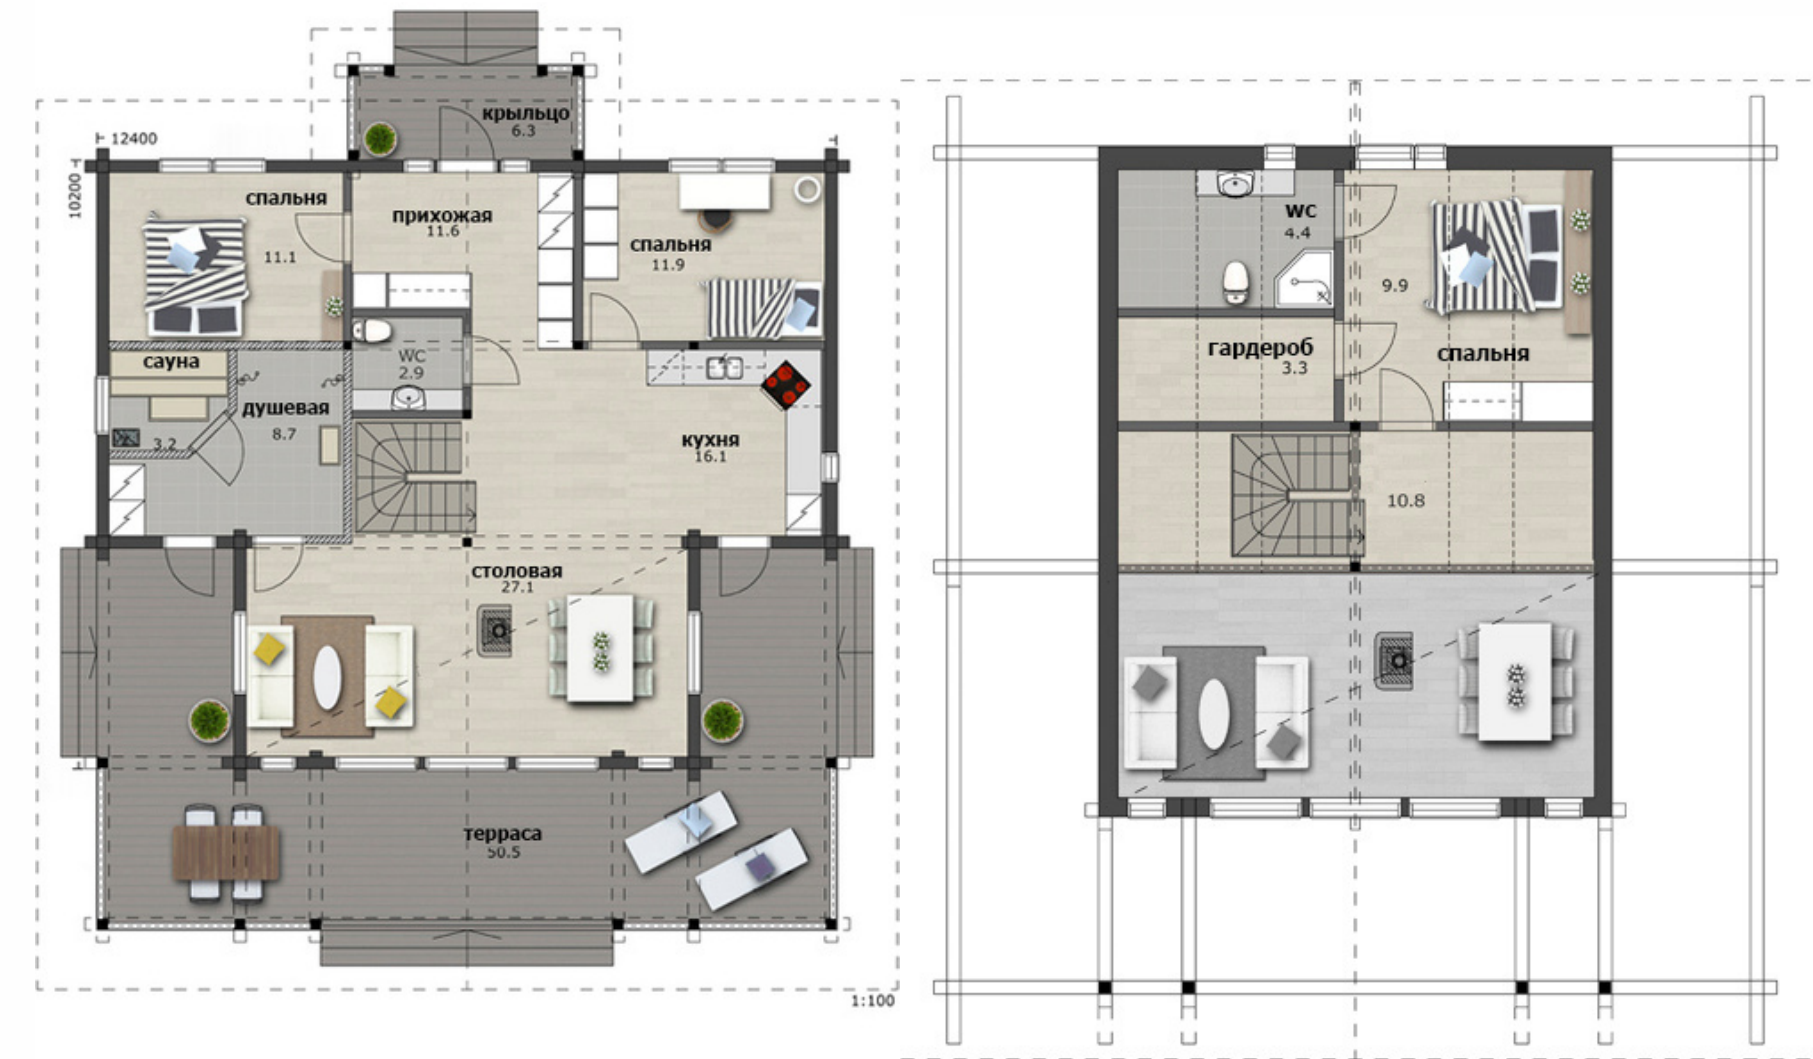 крыльцо
6.3
12400
10200
спальня
11.1
прихожая
11.6
спальня
11.9
сауна
3.2
душевая
8.7
WC
2.9
кухня
16.1
столовая
27.1
терраса
50.5
1:100
WC
4.4
9.9
спальня
гардероб
3.3
10.8